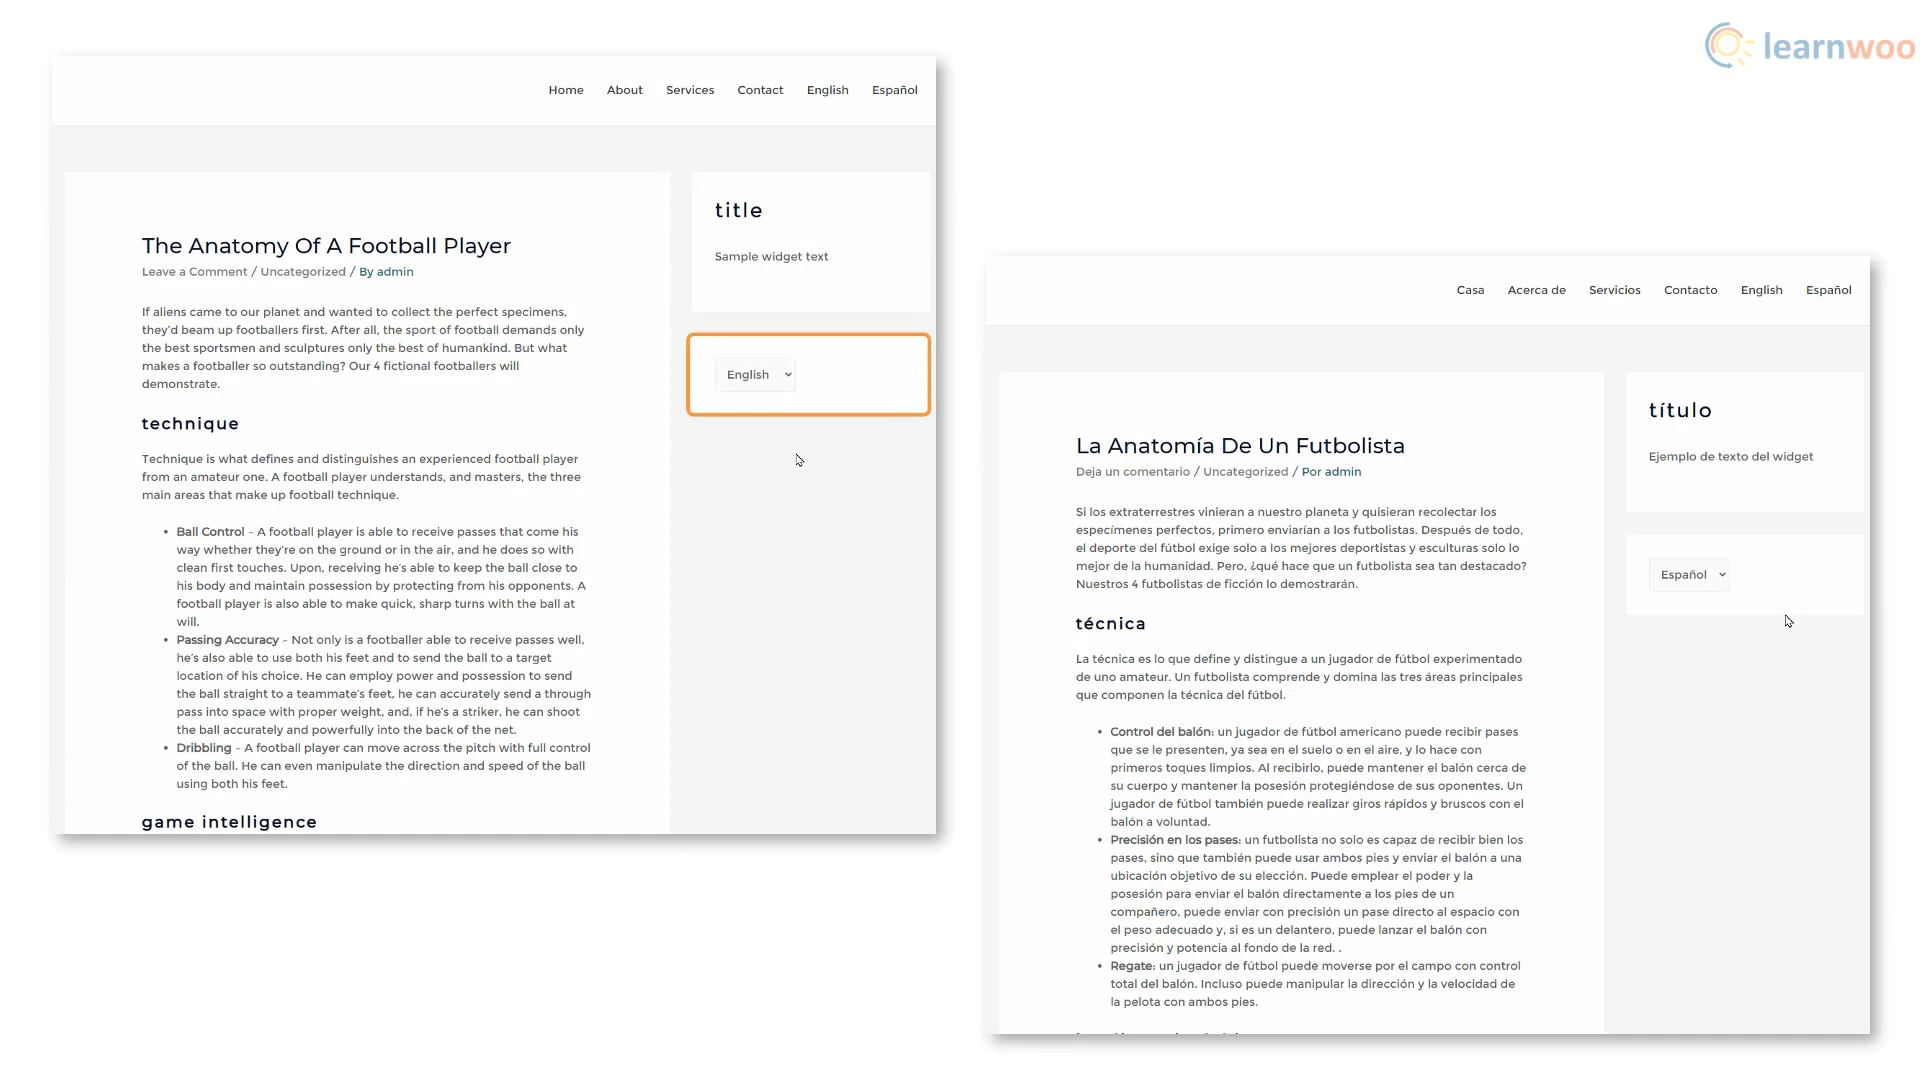 learnwoo
Home About Services Contact English Español
The Anatomy Of A Football Player
Leave a Comment / Uncategorized / By admin
If aliens came to our planet and wanted to collect the perfect specimens,
they'd beam up footballers first. After all, the sport of football demands only
the best sportsmen and sculptures only the best of humankind. But what
makes a footballer so outstanding? Our 4 fictional footballers will
demonstrate.
technique
Technique is what defines and distinguishes an experienced football player
from an amateur one. A football player understands, and masters, the three
main areas that make up football technique.
• Ball Control – A football player is able to receive passes that come his
way whether they're on the ground or in the air, and he does so with
clean first touches. Upon, receiving he's able to keep the ball close to
his body and maintain possession by protecting from his opponents. A
football player is also able to make quick, sharp turns with the ball at
will.
• Passing Accuracy – Not only is a footballer able to receive passes well,
he's also able to use both his feet and to send the ball to a target
location of his choice. He can employ power and possession to send
the ball straight to a teammate's feet, he can accurately send a through
pass into space with proper weight, and, if he's a striker, he can shoot
the ball accurately and powerfully into the back of the net.
• Dribbling – A football player can move across the pitch with full control
of the ball. He can even manipulate the direction and speed of the ball
using both his feet.
game intelligence
title
Sample widget text
English
Casa Acerca de Servicios Contacto English Español
La Anatomía De Un Futbolista
Deja un comentario / Uncategorized / Por admin
Si los extraterrestres vinieran a nuestro planeta y quisieran recolectar los
especímenes perfectos, primero enviarían a los futbolistas. Después de todo,
el deporte del fútbol exige solo a los mejores deportistas y esculturas solo lo
mejor de la humanidad. Pero, ¿qué hace que un futbolista sea tan destacado?
Nuestros 4 futbolistas de ficción lo demostrarán.
técnica
La técnica es lo que define y distingue a un jugador de fútbol experimentado
de uno amateur. Un futbolista comprende y domina las tres áreas principales
que componen la técnica del fútbol.
• Control del balón: un jugador de fútbol americano puede recibir pases
que se le presenten, ya sea en el suelo o en el aire, y lo hace con
primeros toques limpios. Al recibirlo, puede mantener el balón cerca de
su cuerpo y mantener la posesión protegiéndose de sus oponentes. Un
jugador de fútbol también puede realizar giros rápidos y bruscos con el
balón a voluntad.
• Precisión en los pases: un futbolista no solo es capaz de recibir bien los
pases, sino que también puede usar ambos pies y enviar el balón a una
ubicación objetivo de su elección. Puede emplear el poder y la
posesión para enviar el balón directamente a los pies de un
compañero, puede enviar con precisión un pase directo al espacio con
el peso adecuado y, si es un delantero, puede lanzar el balón con
precisión y potencia al fondo de la red. .
• Regate: un jugador de fútbol puede moverse por el campo con control
total del balón. Incluso puede manipular la dirección y la velocidad de
la pelota con ambos pies.
título
Ejemplo de texto del widget
Español